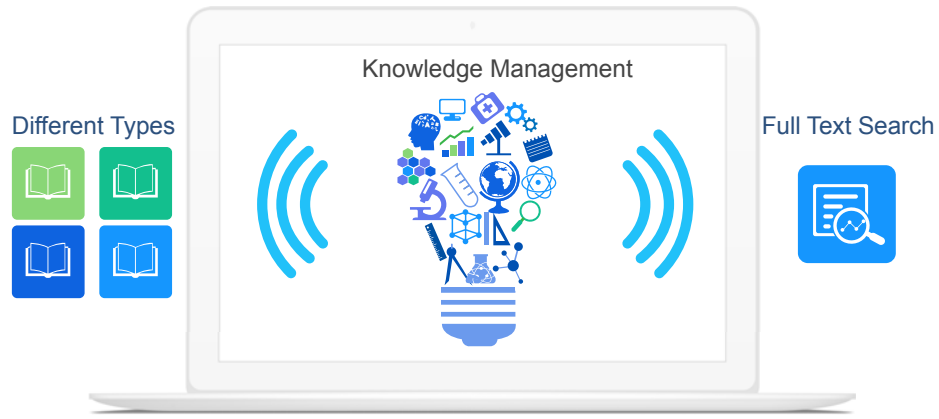 Knowledge Management
Different Types
Full Text Search